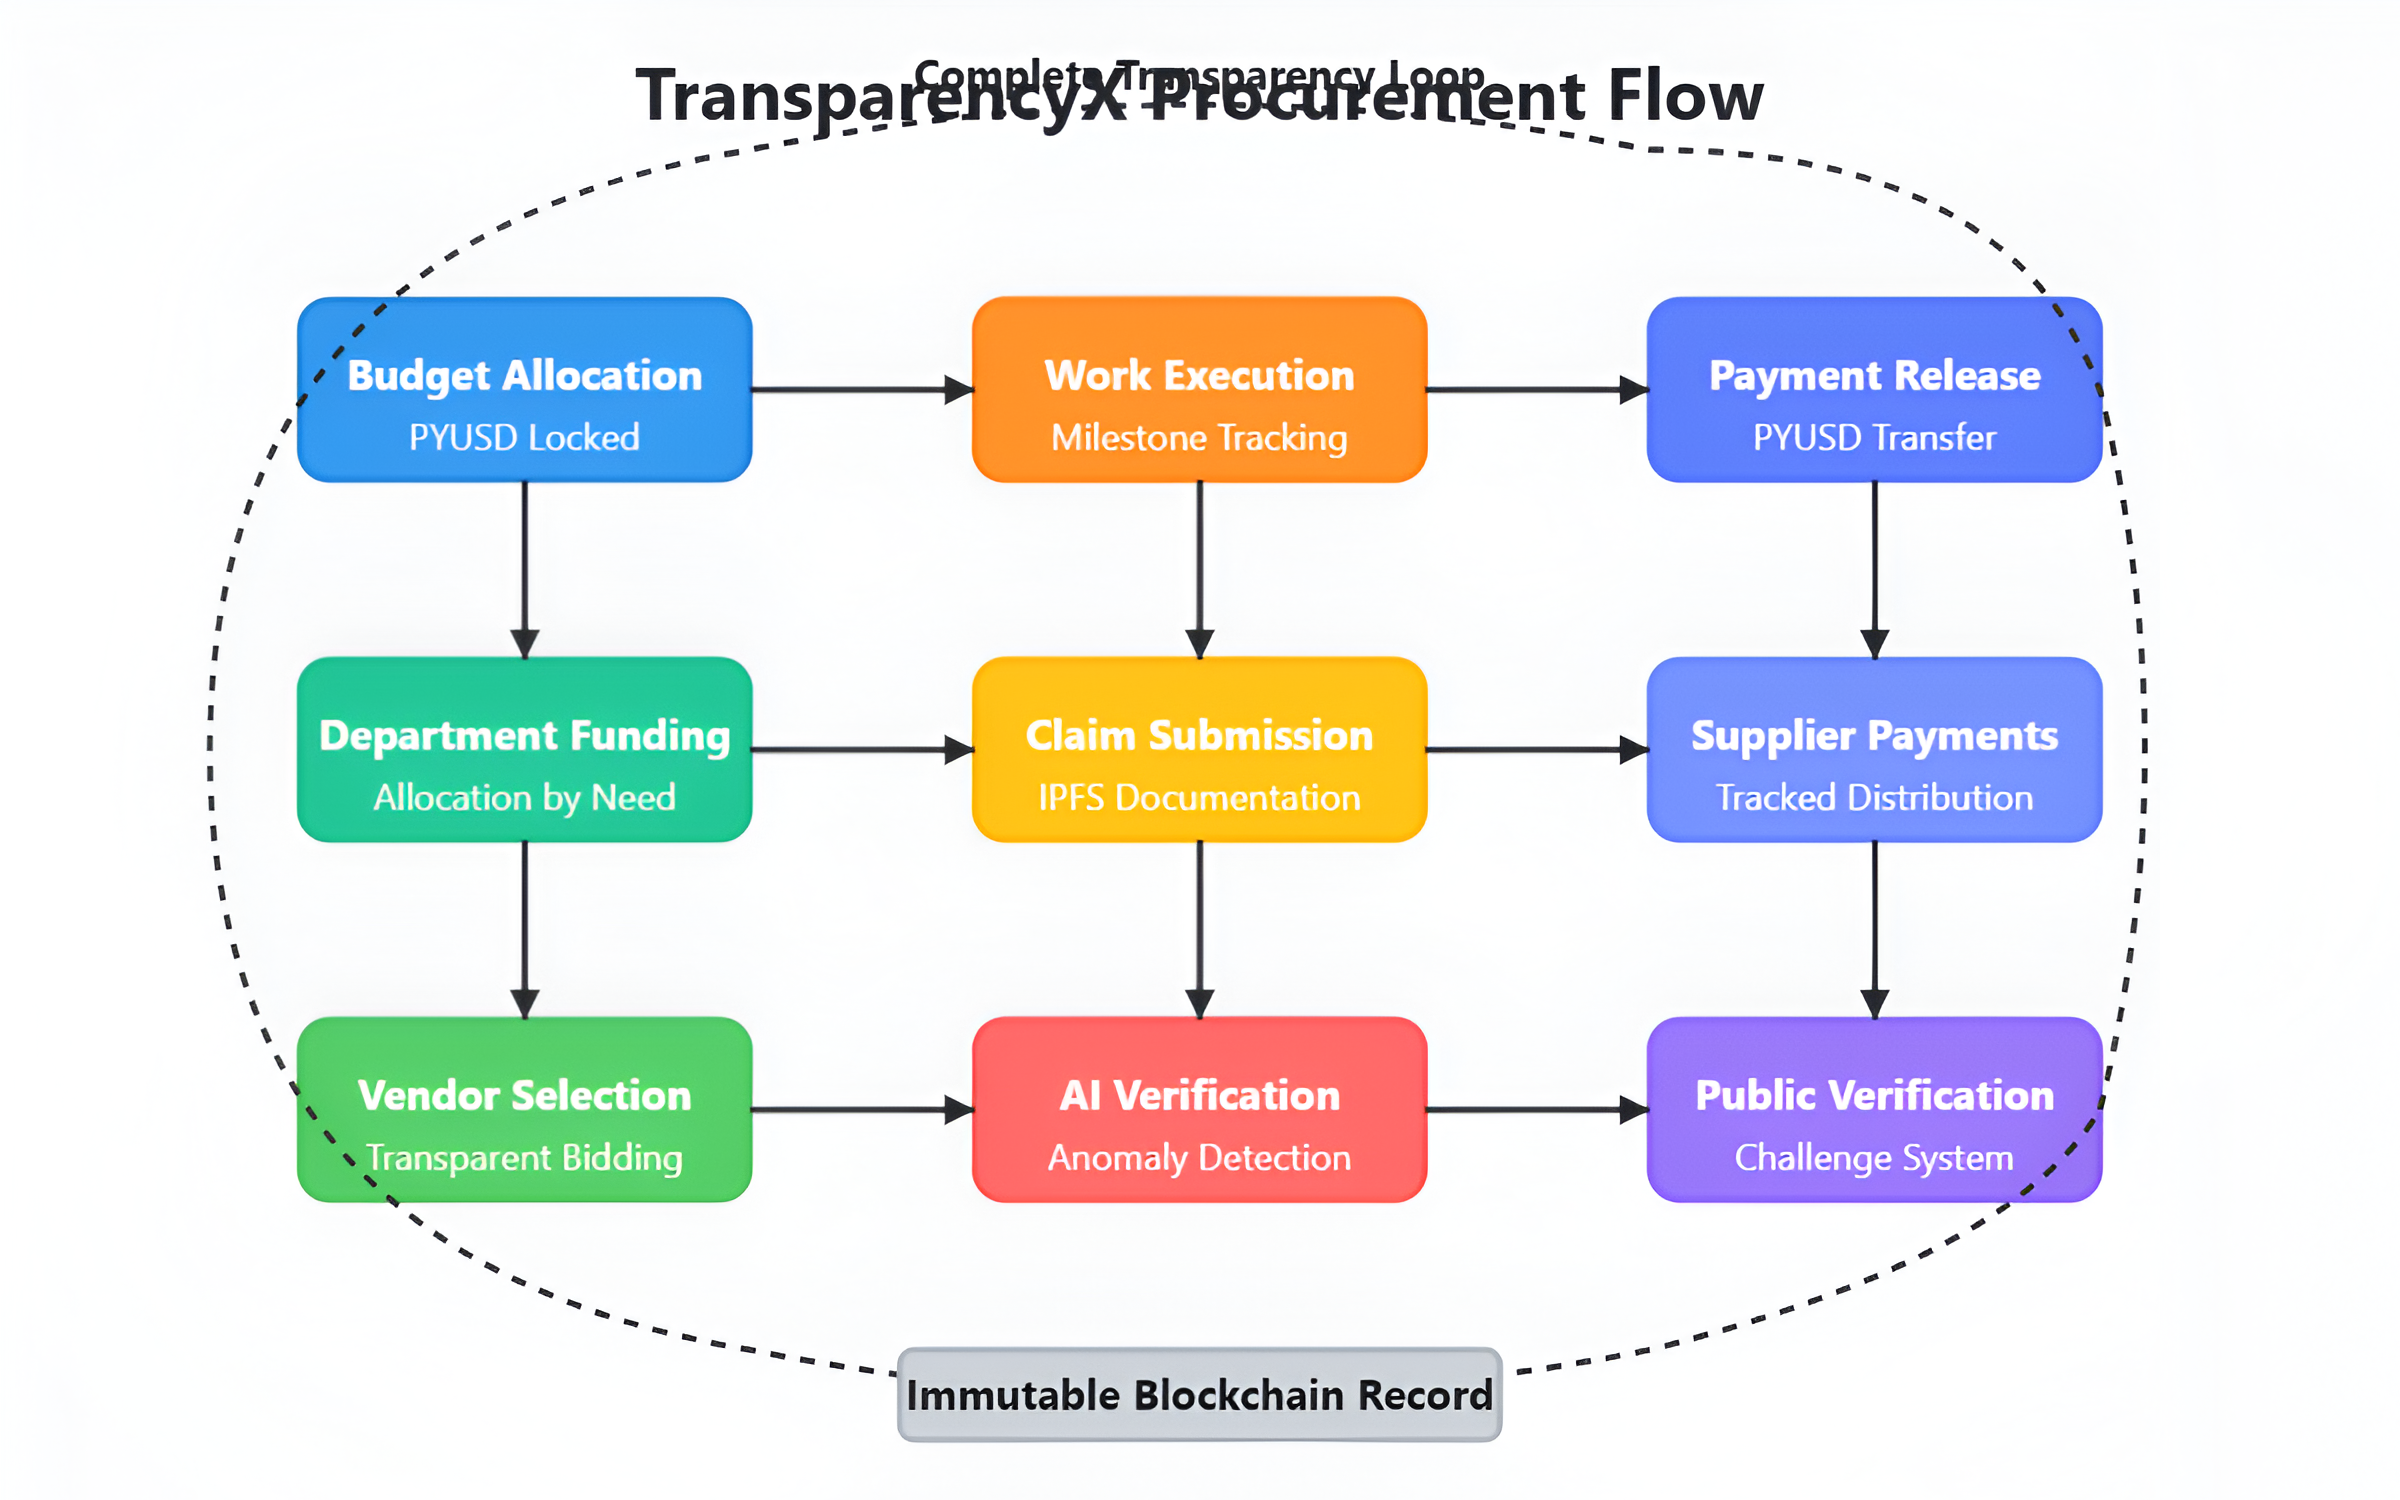 Complete Transparency Loop
TransparencyX Procurement Flow
Budget Allocation
PYUSD Locked
Work Execution
Milestone Tracking
Payment Release
PYUSD Transfer
Department Funding
Allocation by Need
Claim Submission
IPFS Documentation
Supplier Payments
Tracked Distribution
Vendor Selection
Transparent Bidding
AI Verification
Anomaly Detection
Public Verification
Challenge System
Immutable Blockchain Record